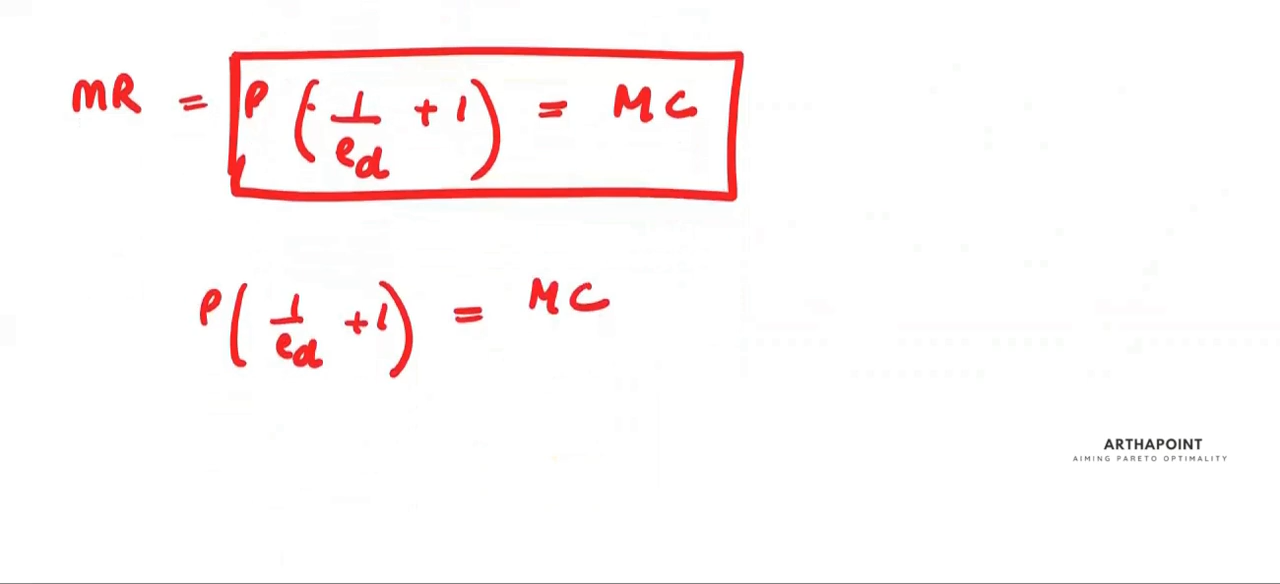 mR = P (1/ed + 1) = MC
P (1/ed + 1) = MC
ARTHAPOINT
AIMING PARETO OPTIMALITY